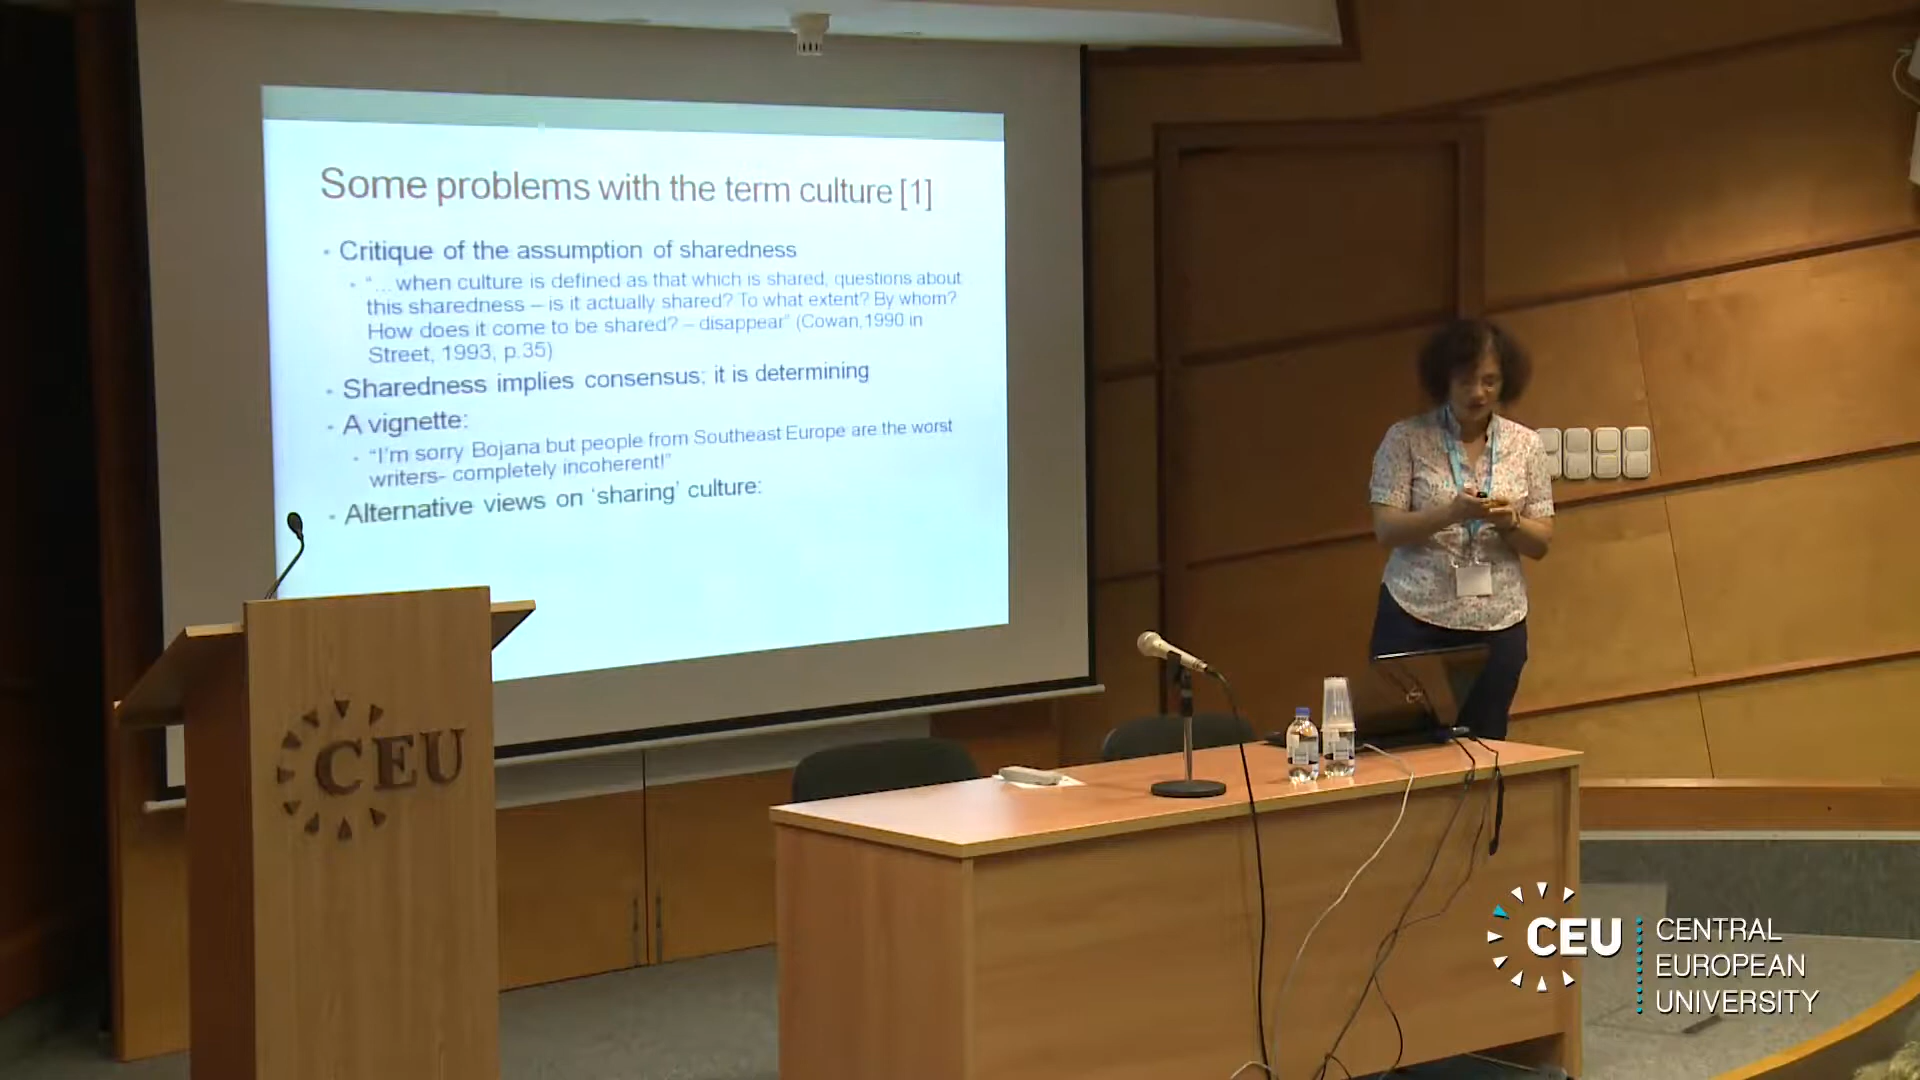 Some problems with the term culture [1]
• Critique of the assumption of sharedness
• “... when culture is defined as that which is shared, questions about
this sharedness – is it actually shared? To what extent? By whom?
How does it come to be shared? – disappear” (Cowan,1990 in
Street, 1993, p.35)
• Sharedness implies consensus; it is determining
• A vignette:
• “I'm sorry Bojana but people from Southeast Europe are the worst
writers– completely incoherent!”
• Alternative views on ‘sharing’ culture:
CEU
CEU
CENTRAL
EUROPEAN
UNIVERSITY